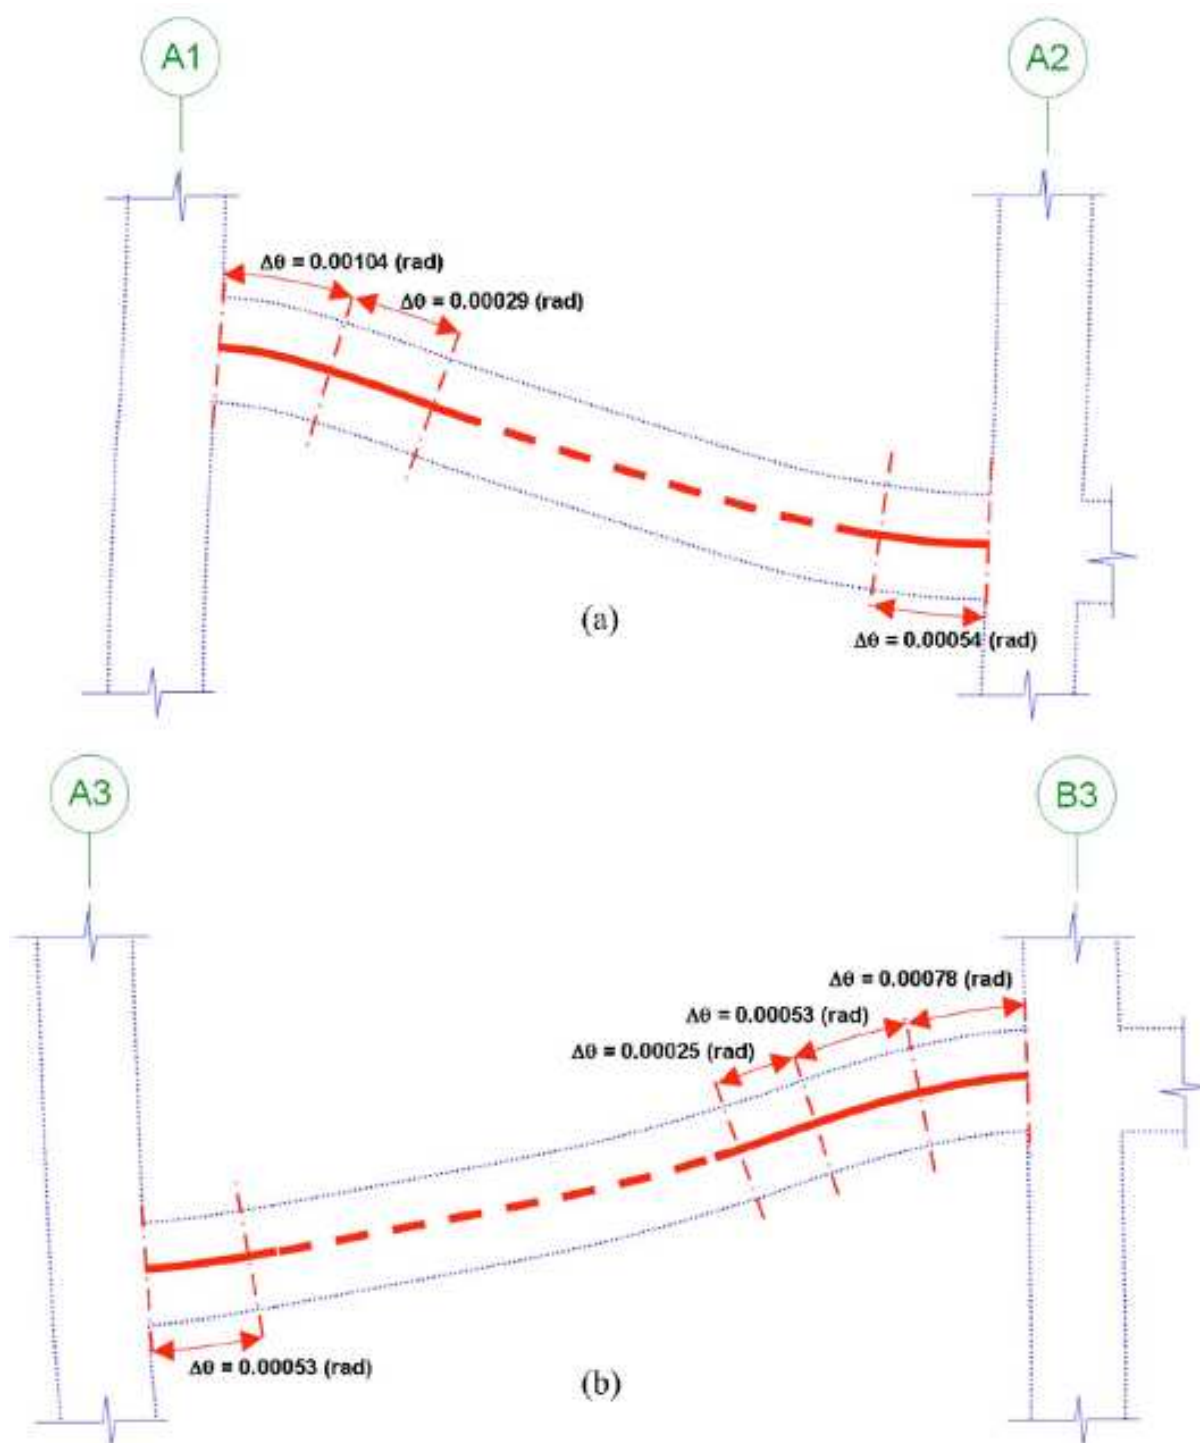 A1
A2
Δθ = 0.00104 (rad)
Δθ = 0.00029 (rad)
(a)
Δθ = 0.00054 (rad)
A3
B3
Δθ = 0.00078 (rad)
Δθ = 0.00053 (rad)
Δθ = 0.00025 (rad)
Δθ = 0.00053 (rad)
(b)